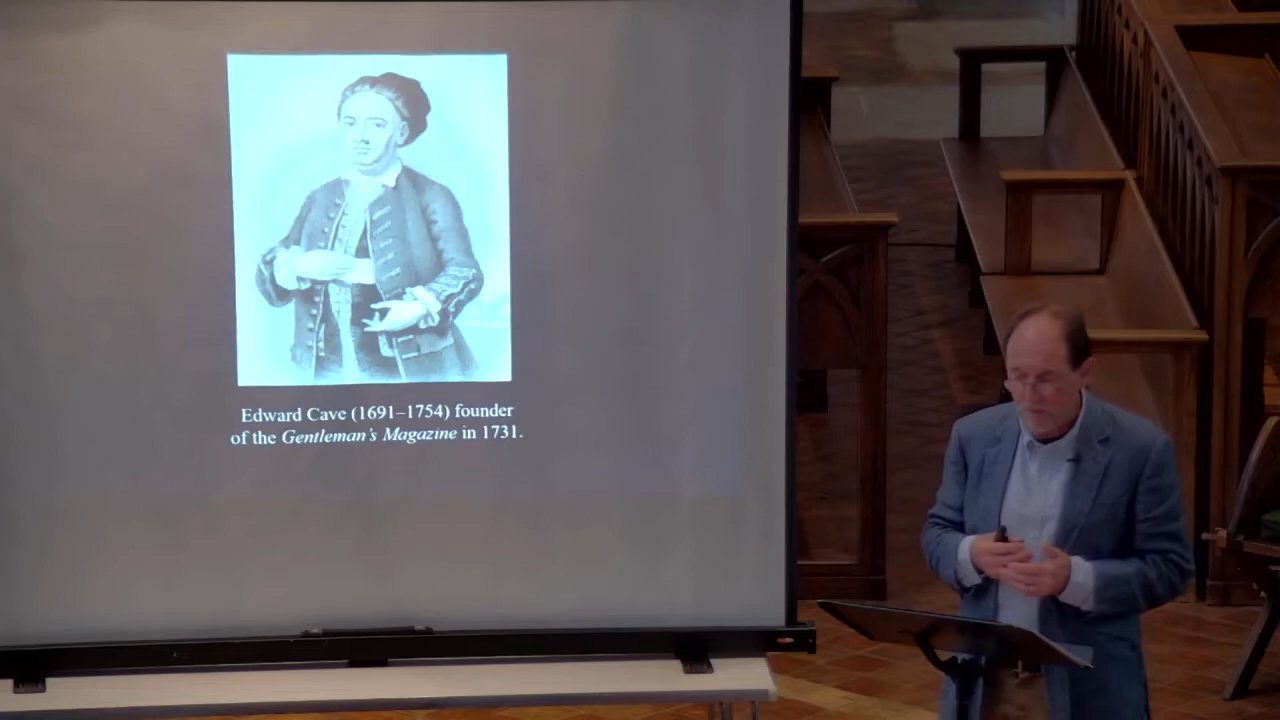 Edward Cave (1691–1754) founder
of the Gentleman's Magazine in 1731.